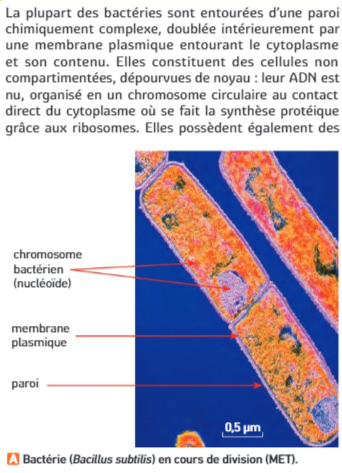 La plupart des bactéries sont entourées d'une paroi
chimiquement complexe, doublée intérieurement par
une membrane plasmique entourant le cytoplasme
et son contenu. Elles constituent des cellules non
compartimentées, dépourvues de noyau : leur ADN est
nu, organisé en un chromosome circulaire au contact
direct du cytoplasme où se fait la synthèse protéique
grâce aux ribosomes. Elles possèdent également des
chromosome
bactérien
(nucléoïde)
membrane
plasmique
paroi
0,5 µm
A Bactérie (Bacillus subtilis) en cours de division (MET).